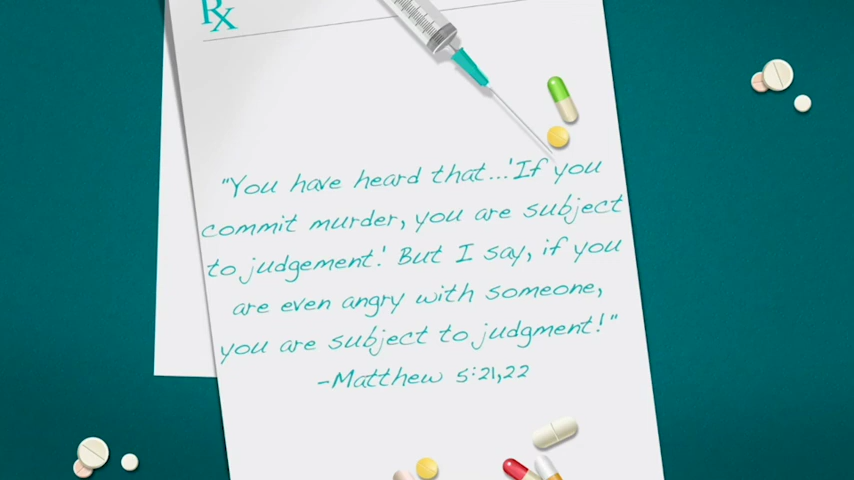 Rx
"You have heard that...'If you
commit murder, you are subject
to judgement.' But I say, if you
are even angry with someone,
you are subject to judgment!"
-Matthew 5:21,22